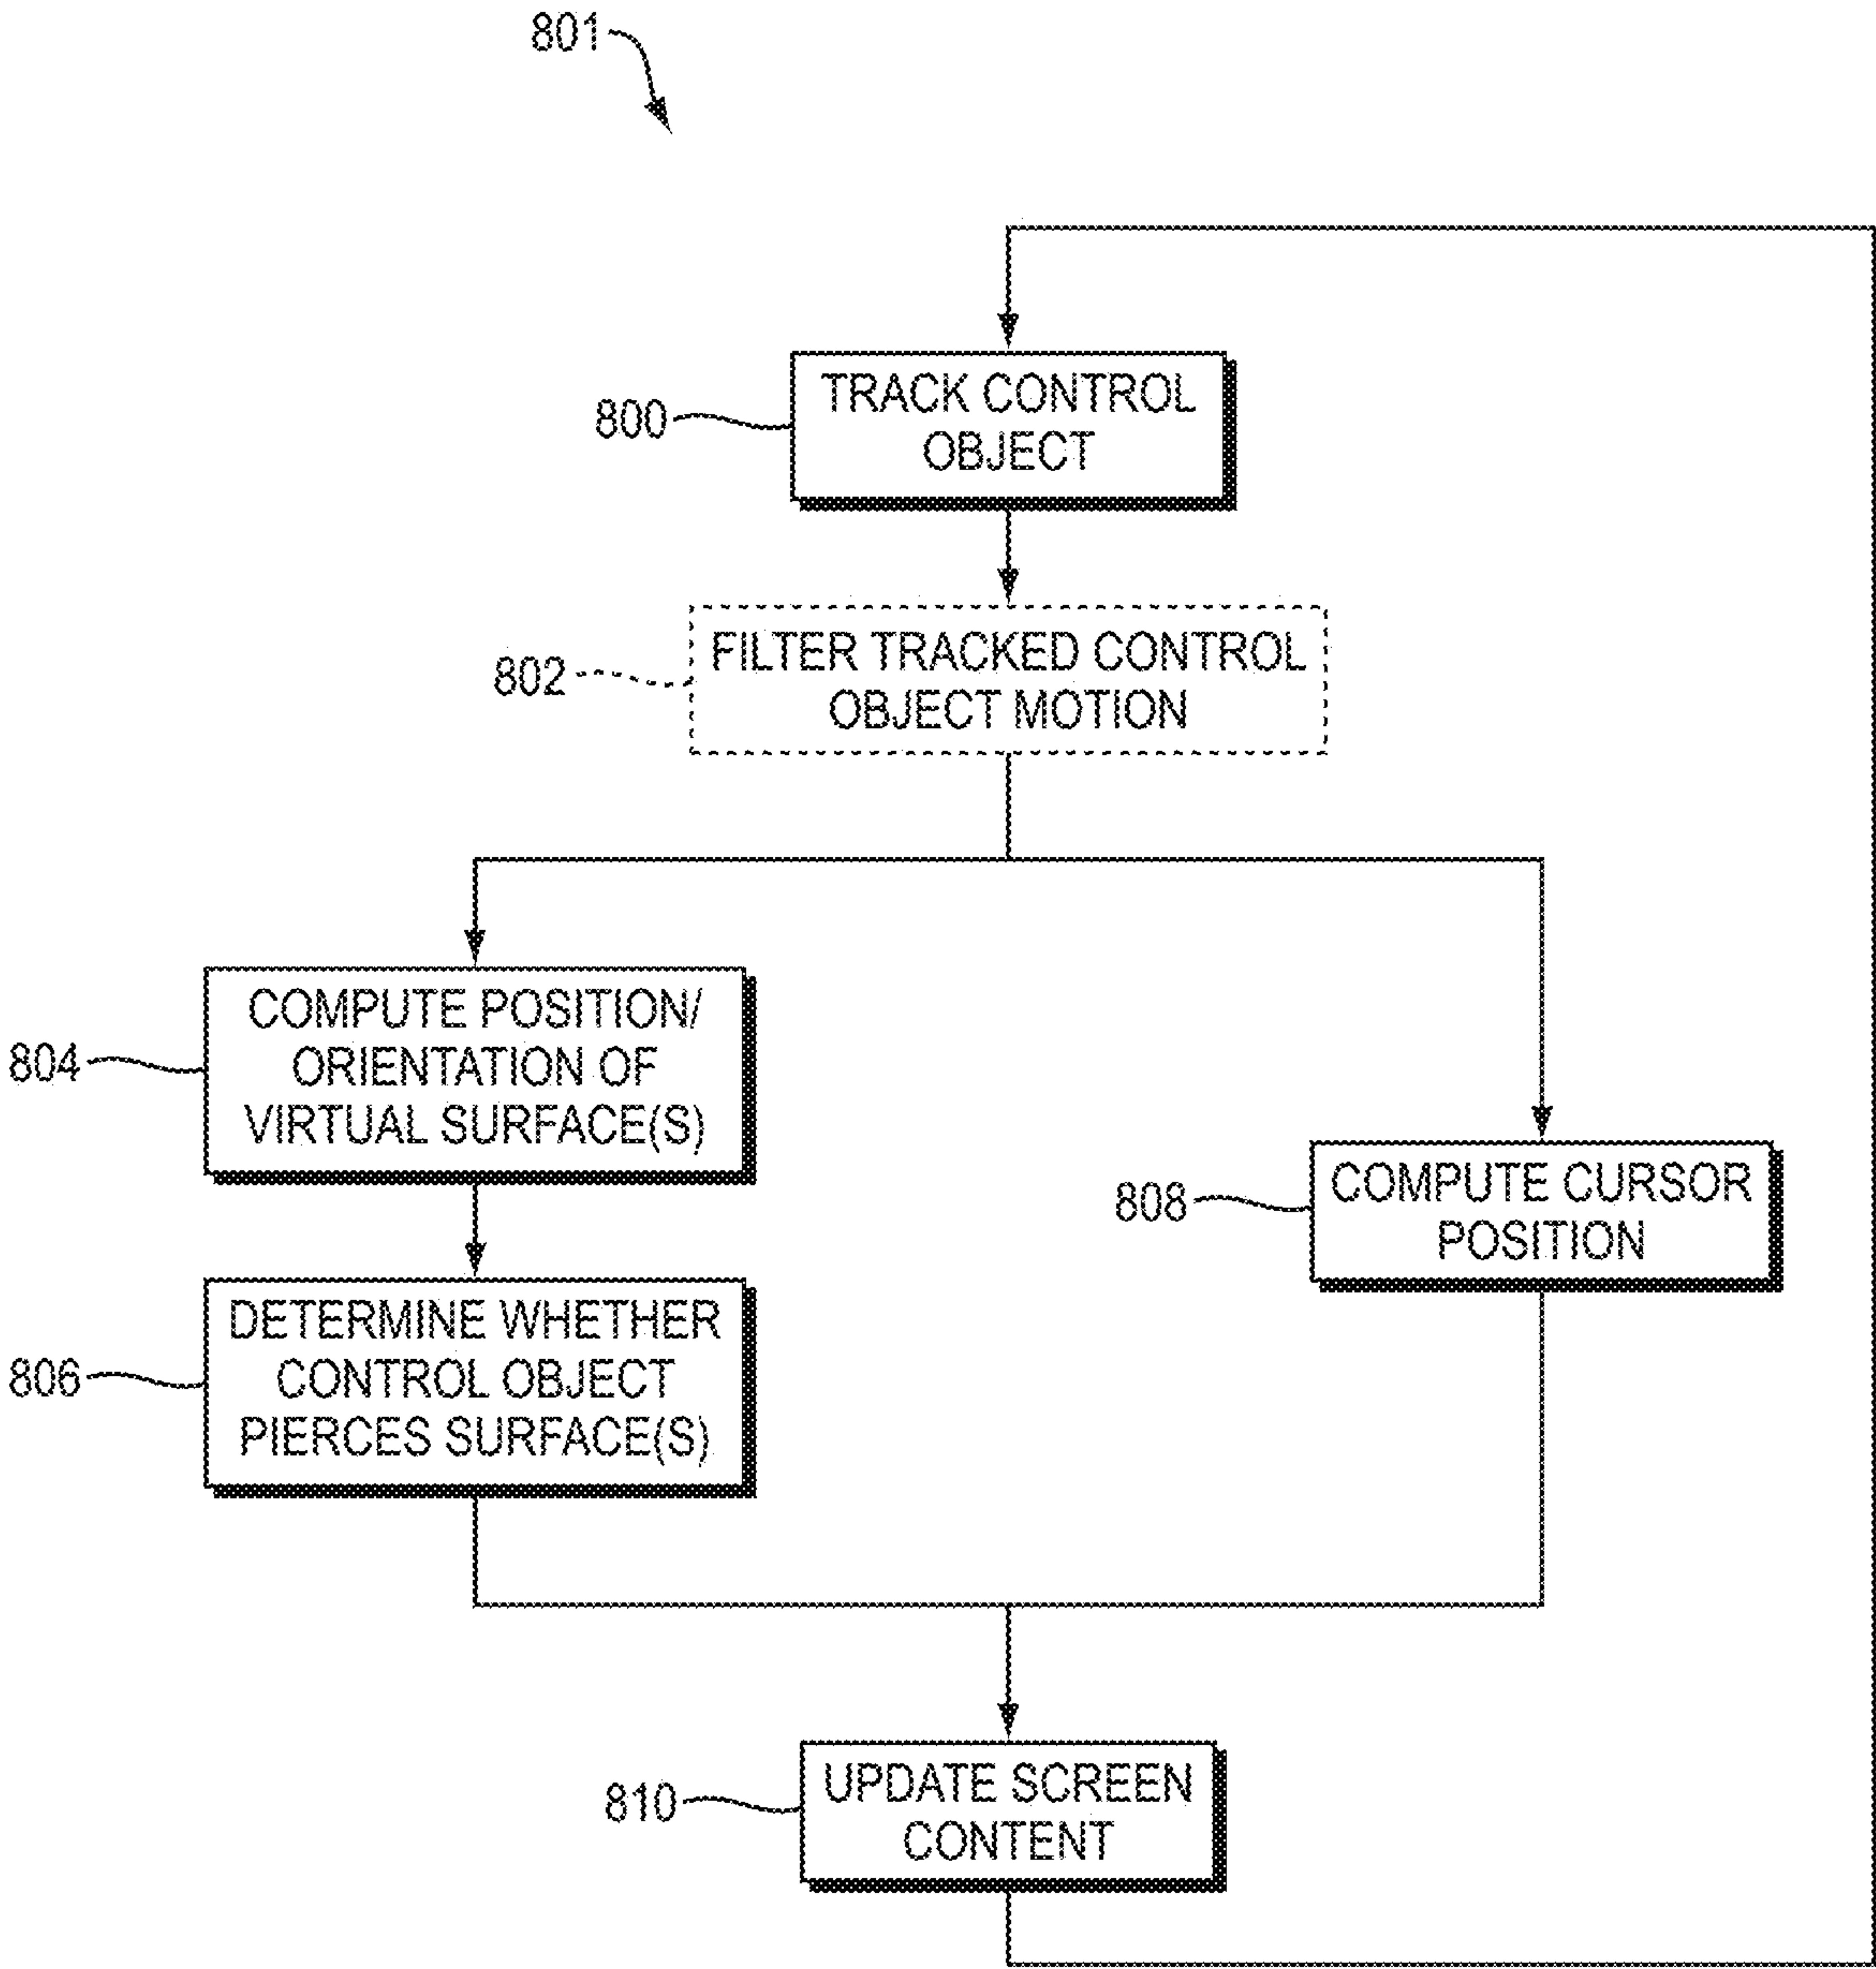 801
800
TRACK CONTROL
OBJECT
802
FILTER TRACKED CONTROL
OBJECT MOTION
804
COMPUTE POSITION/
ORIENTATION OF
VIRTUAL SURFACE(S)
808
COMPUTE CURSOR
POSITION
806
DETERMINE WHETHER
CONTROL OBJECT
PIERCES SURFACE(S)
810
UPDATE SCREEN
CONTENT